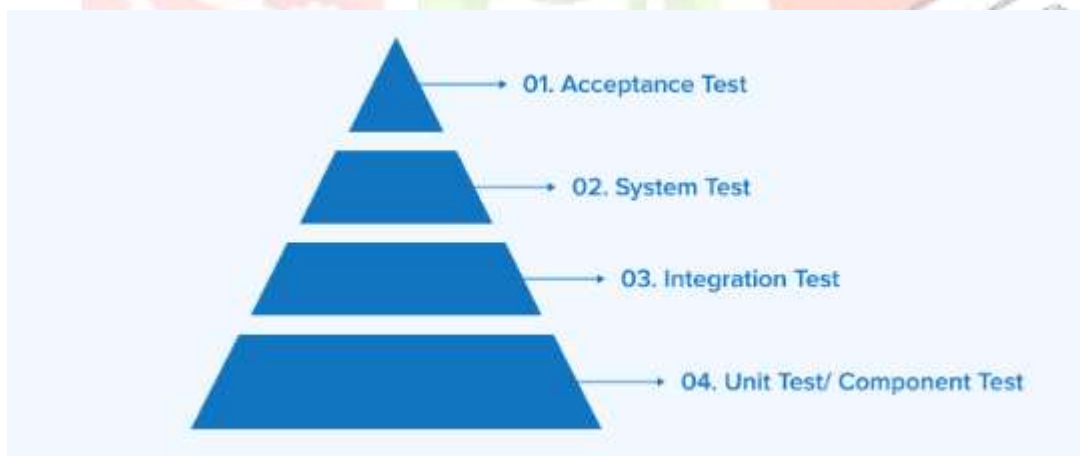 01. Acceptance Test
02. System Test
03. Integration Test
04. Unit Test/ Component Test